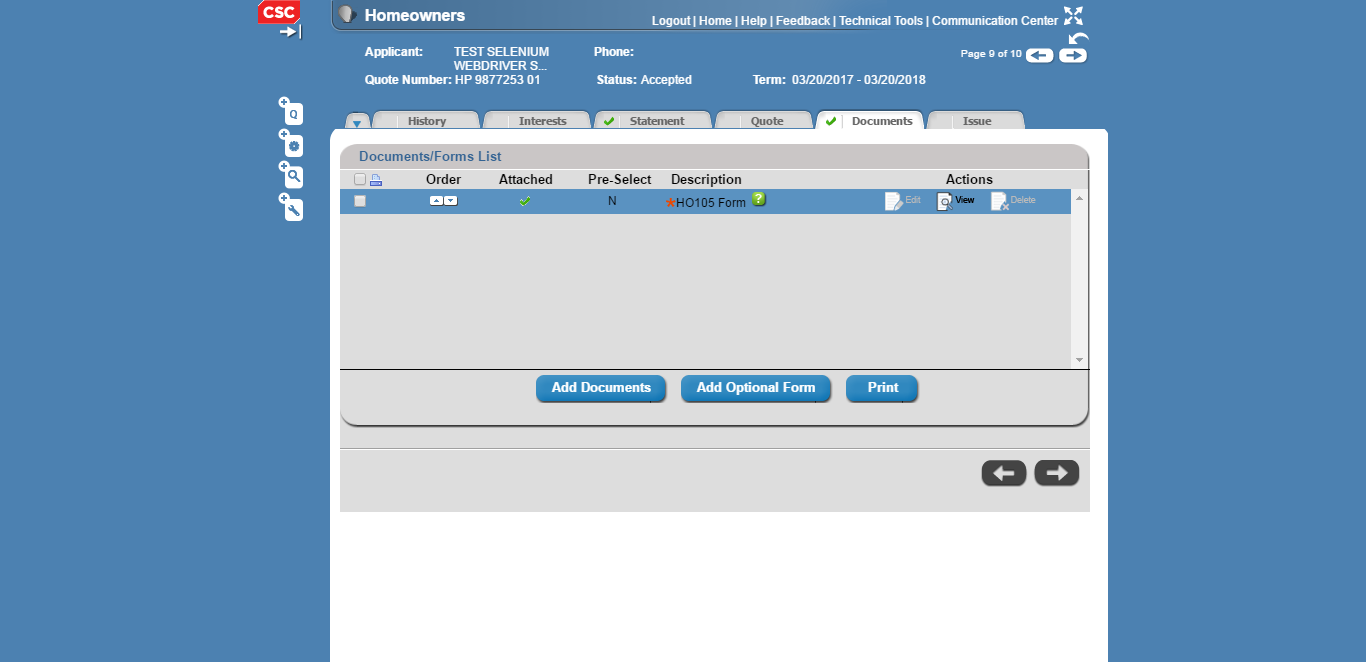 CSC
Homeowners
Logout | Home | Help | Feedback | Technical Tools | Communication Center
Applicant: TEST SELENIUM WEBDRIVER S... Phone:
Page 9 of 10
Quote Number: HP 9877253 01 Status: Accepted Term: 03/20/2017 - 03/20/2018
Q
History Interests Statement Quote Documents Issue
Documents/Forms List
Order Attached Pre-Select Description Actions
N *HO105 Form ? Edit View Delete
Add Documents Add Optional Form Print